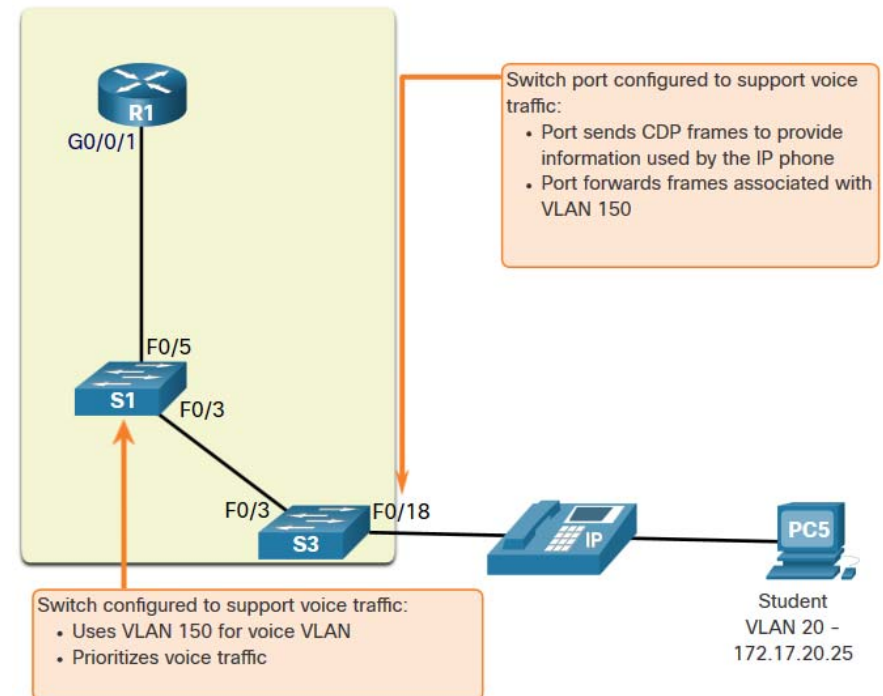 R1
G0/0/1
Switch port configured to support voice
traffic:
• Port sends CDP frames to provide
information used by the IP phone
• Port forwards frames associated with
VLAN 150
F0/5
S1
F0/3
F0/3
F0/18
S3
IP
PC5
Student
VLAN 20 -
172.17.20.25
Switch configured to support voice traffic:
• Uses VLAN 150 for voice VLAN
• Prioritizes voice traffic